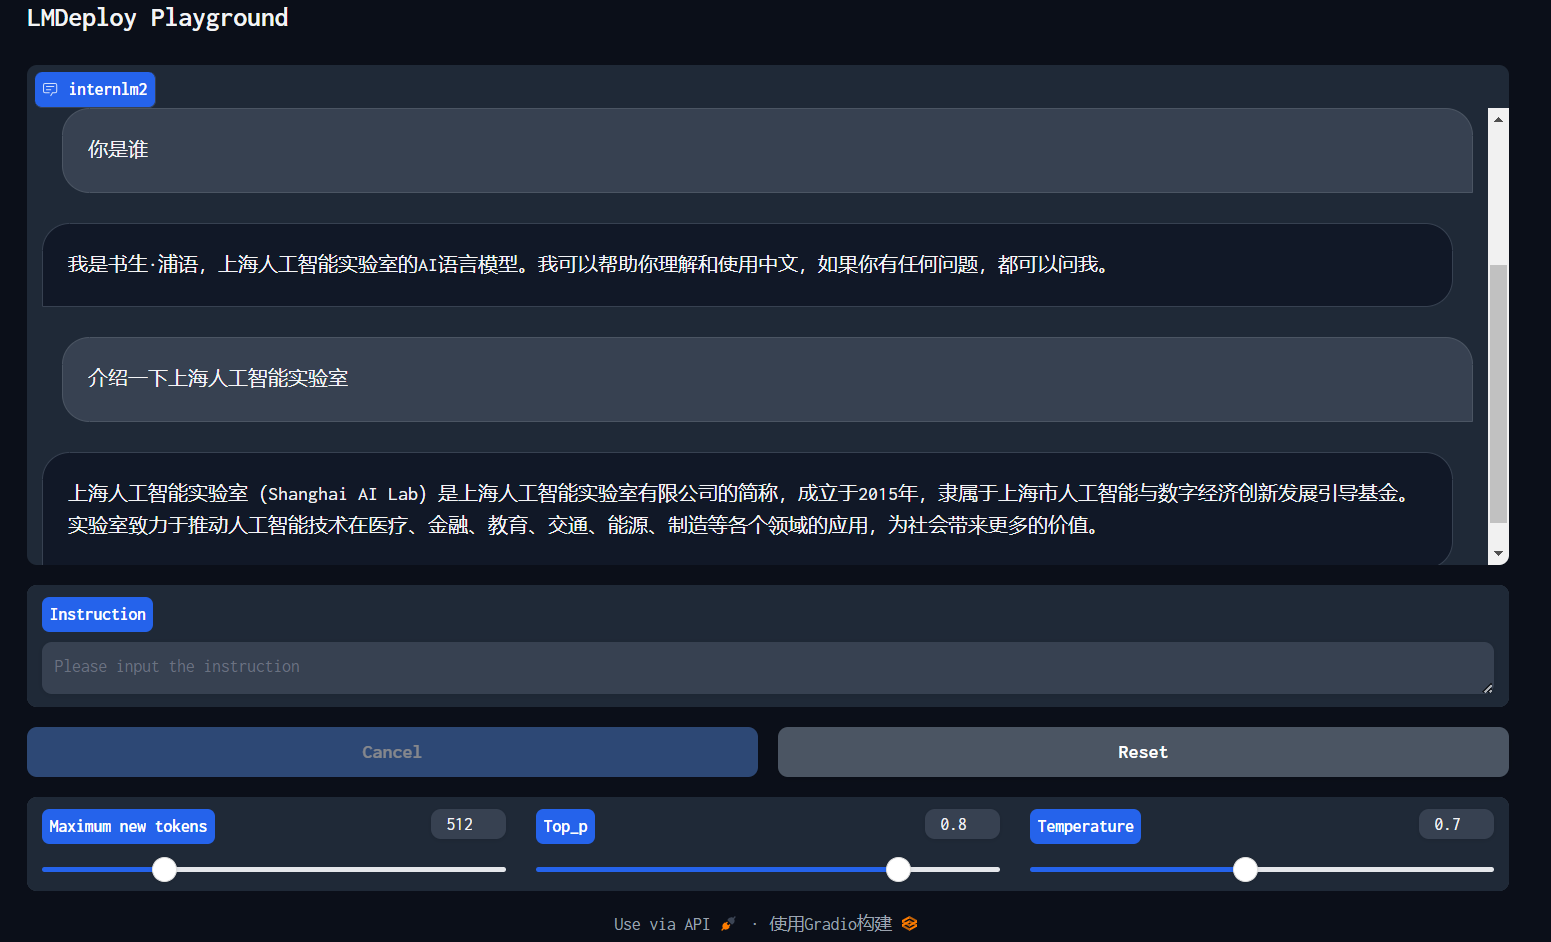 LMDeploy Playground
internlm2
你是谁
我是书生·浦语，上海人工智能实验室的AI语言模型。我可以帮助你理解和使用中文，如果你有任何问题，都可以问我。
介绍一下上海人工智能实验室
上海人工智能实验室（Shanghai AI Lab）是上海人工智能实验室有限公司的简称，成立于2015年，隶属于上海市人工智能与数字经济创新发展引导基金。
实验室致力于推动人工智能技术在医疗、金融、教育、交通、能源、制造等各个领域的应用，为社会带来更多的价值。
Instruction
Please input the instruction
Cancel
Reset
Maximum new tokens
512
Top_p
0.8
Temperature
0.7
Use via API · 使用Gradio构建